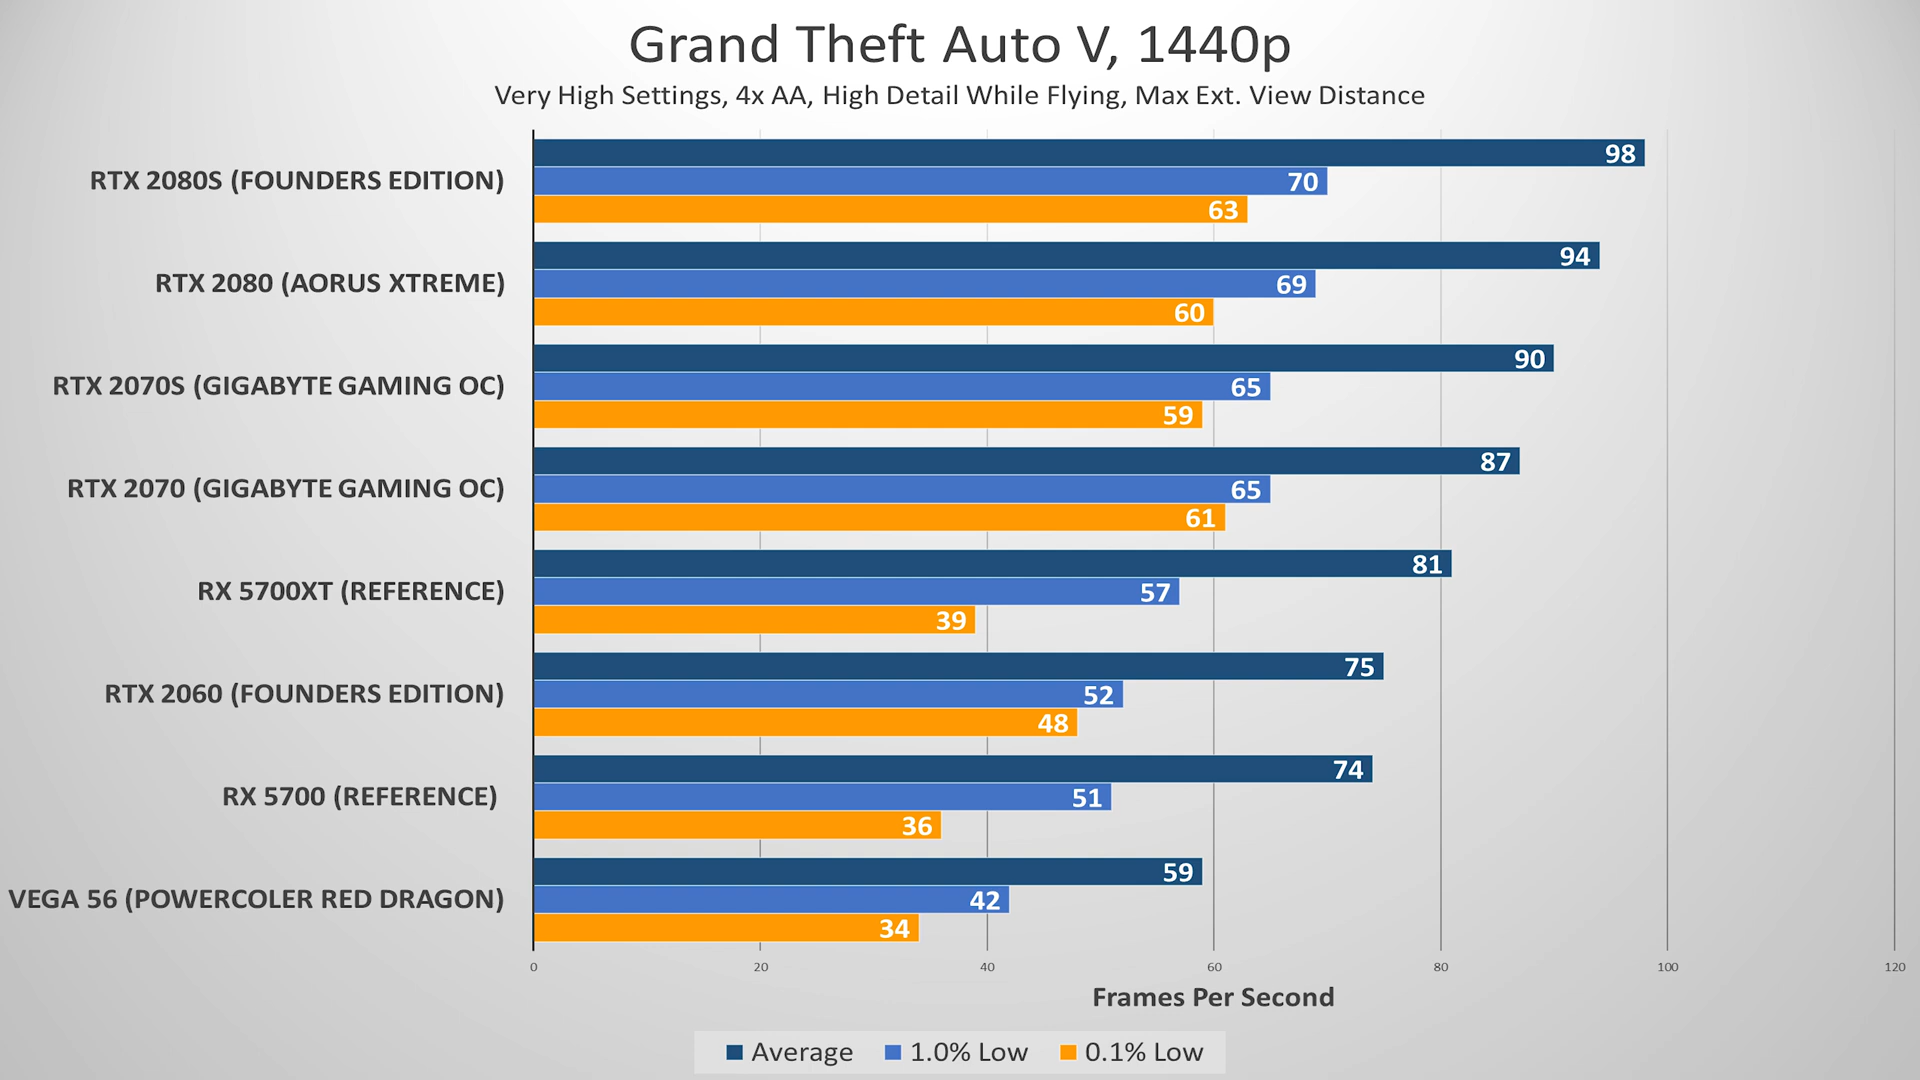 Grand Theft Auto V, 1440p
Very High Settings, 4x AA, High Detail While Flying, Max Ext. View Distance
RTX 2080S (FOUNDERS EDITION)
98
70
63
RTX 2080 (AORUS XTREME)
94
69
60
RTX 2070S (GIGABYTE GAMING OC)
90
65
59
RTX 2070 (GIGABYTE GAMING OC)
87
65
61
RX 5700XT (REFERENCE)
81
57
39
RTX 2060 (FOUNDERS EDITION)
75
52
48
RX 5700 (REFERENCE)
74
51
36
VEGA 56 (POWERCOLER RED DRAGON)
59
42
34
0 20 40 60 80 100 120
Frames Per Second
Average 1.0% Low 0.1% Low